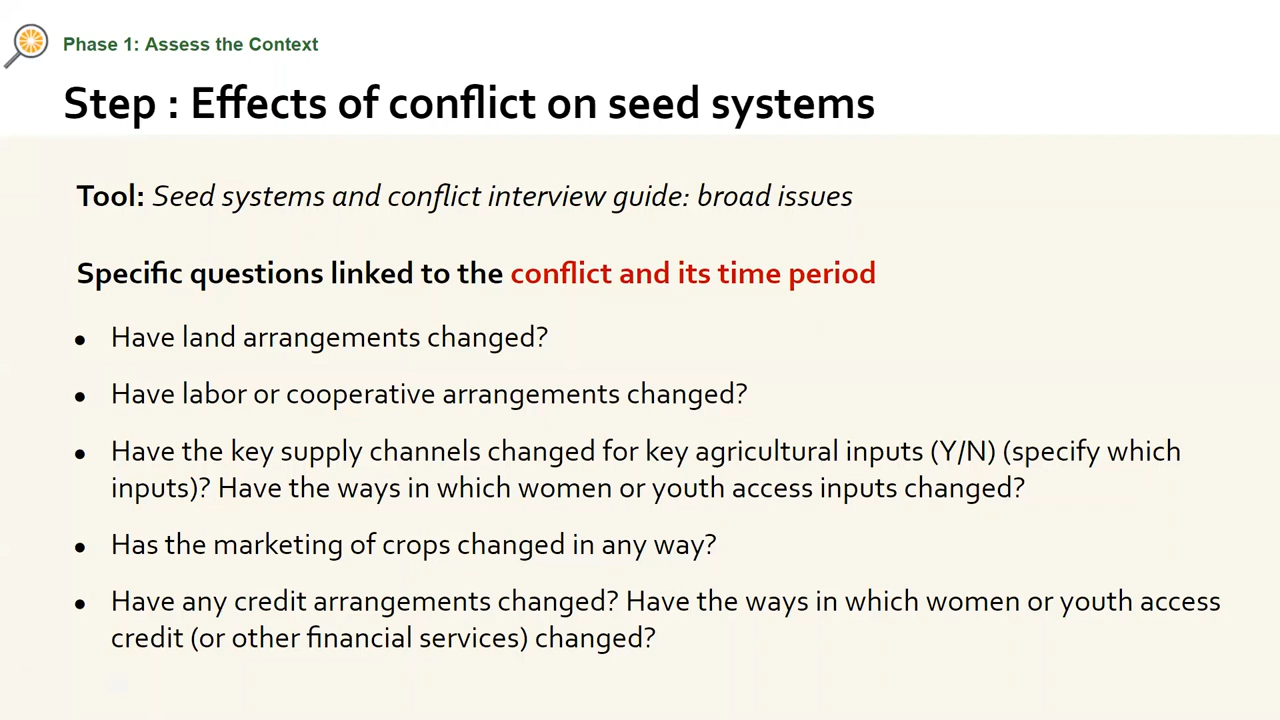 Phase 1: Assess the Context
Step : Effects of conflict on seed systems
Tool: Seed systems and conflict interview guide: broad issues
Specific questions linked to the conflict and its time period
• Have land arrangements changed?
• Have labor or cooperative arrangements changed?
• Have the key supply channels changed for key agricultural inputs (Y/N) (specify which
inputs)? Have the ways in which women or youth access inputs changed?
• Has the marketing of crops changed in any way?
• Have any credit arrangements changed? Have the ways in which women or youth access
credit (or other financial services) changed?